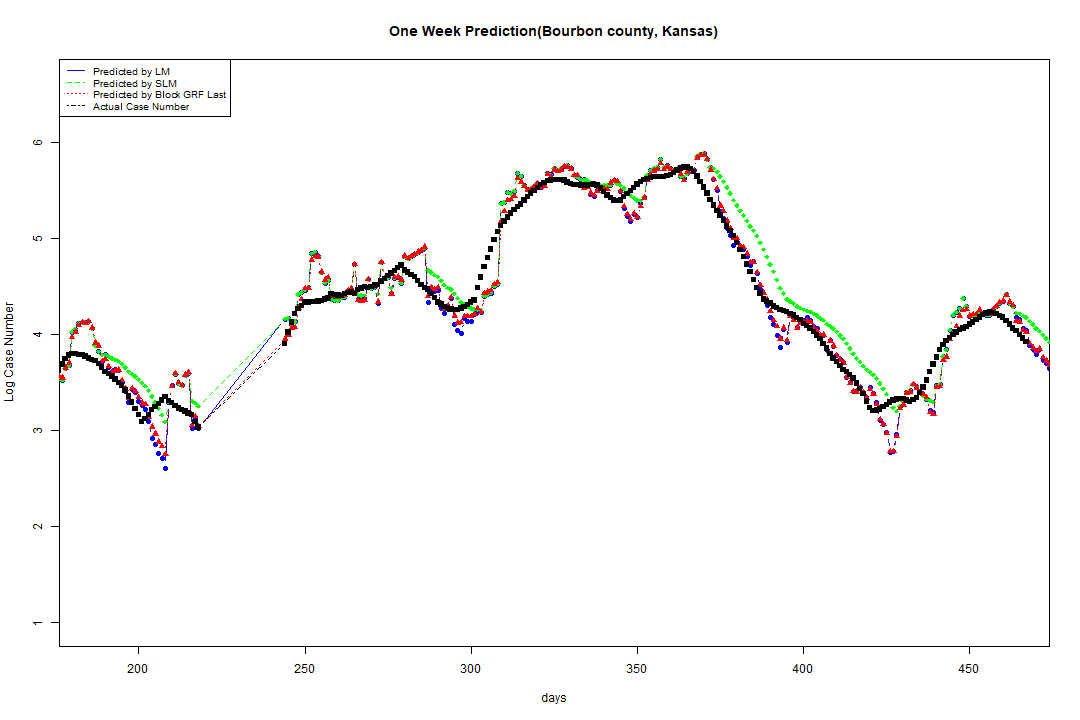 One Week Prediction(Bourbon county, Kansas)
Predicted by LM
Predicted by SLM
Predicted by Block GRF Last
Actual Case Number
6
5
4
3
2
1
Log Case Number
200 250 300 350 400 450
days